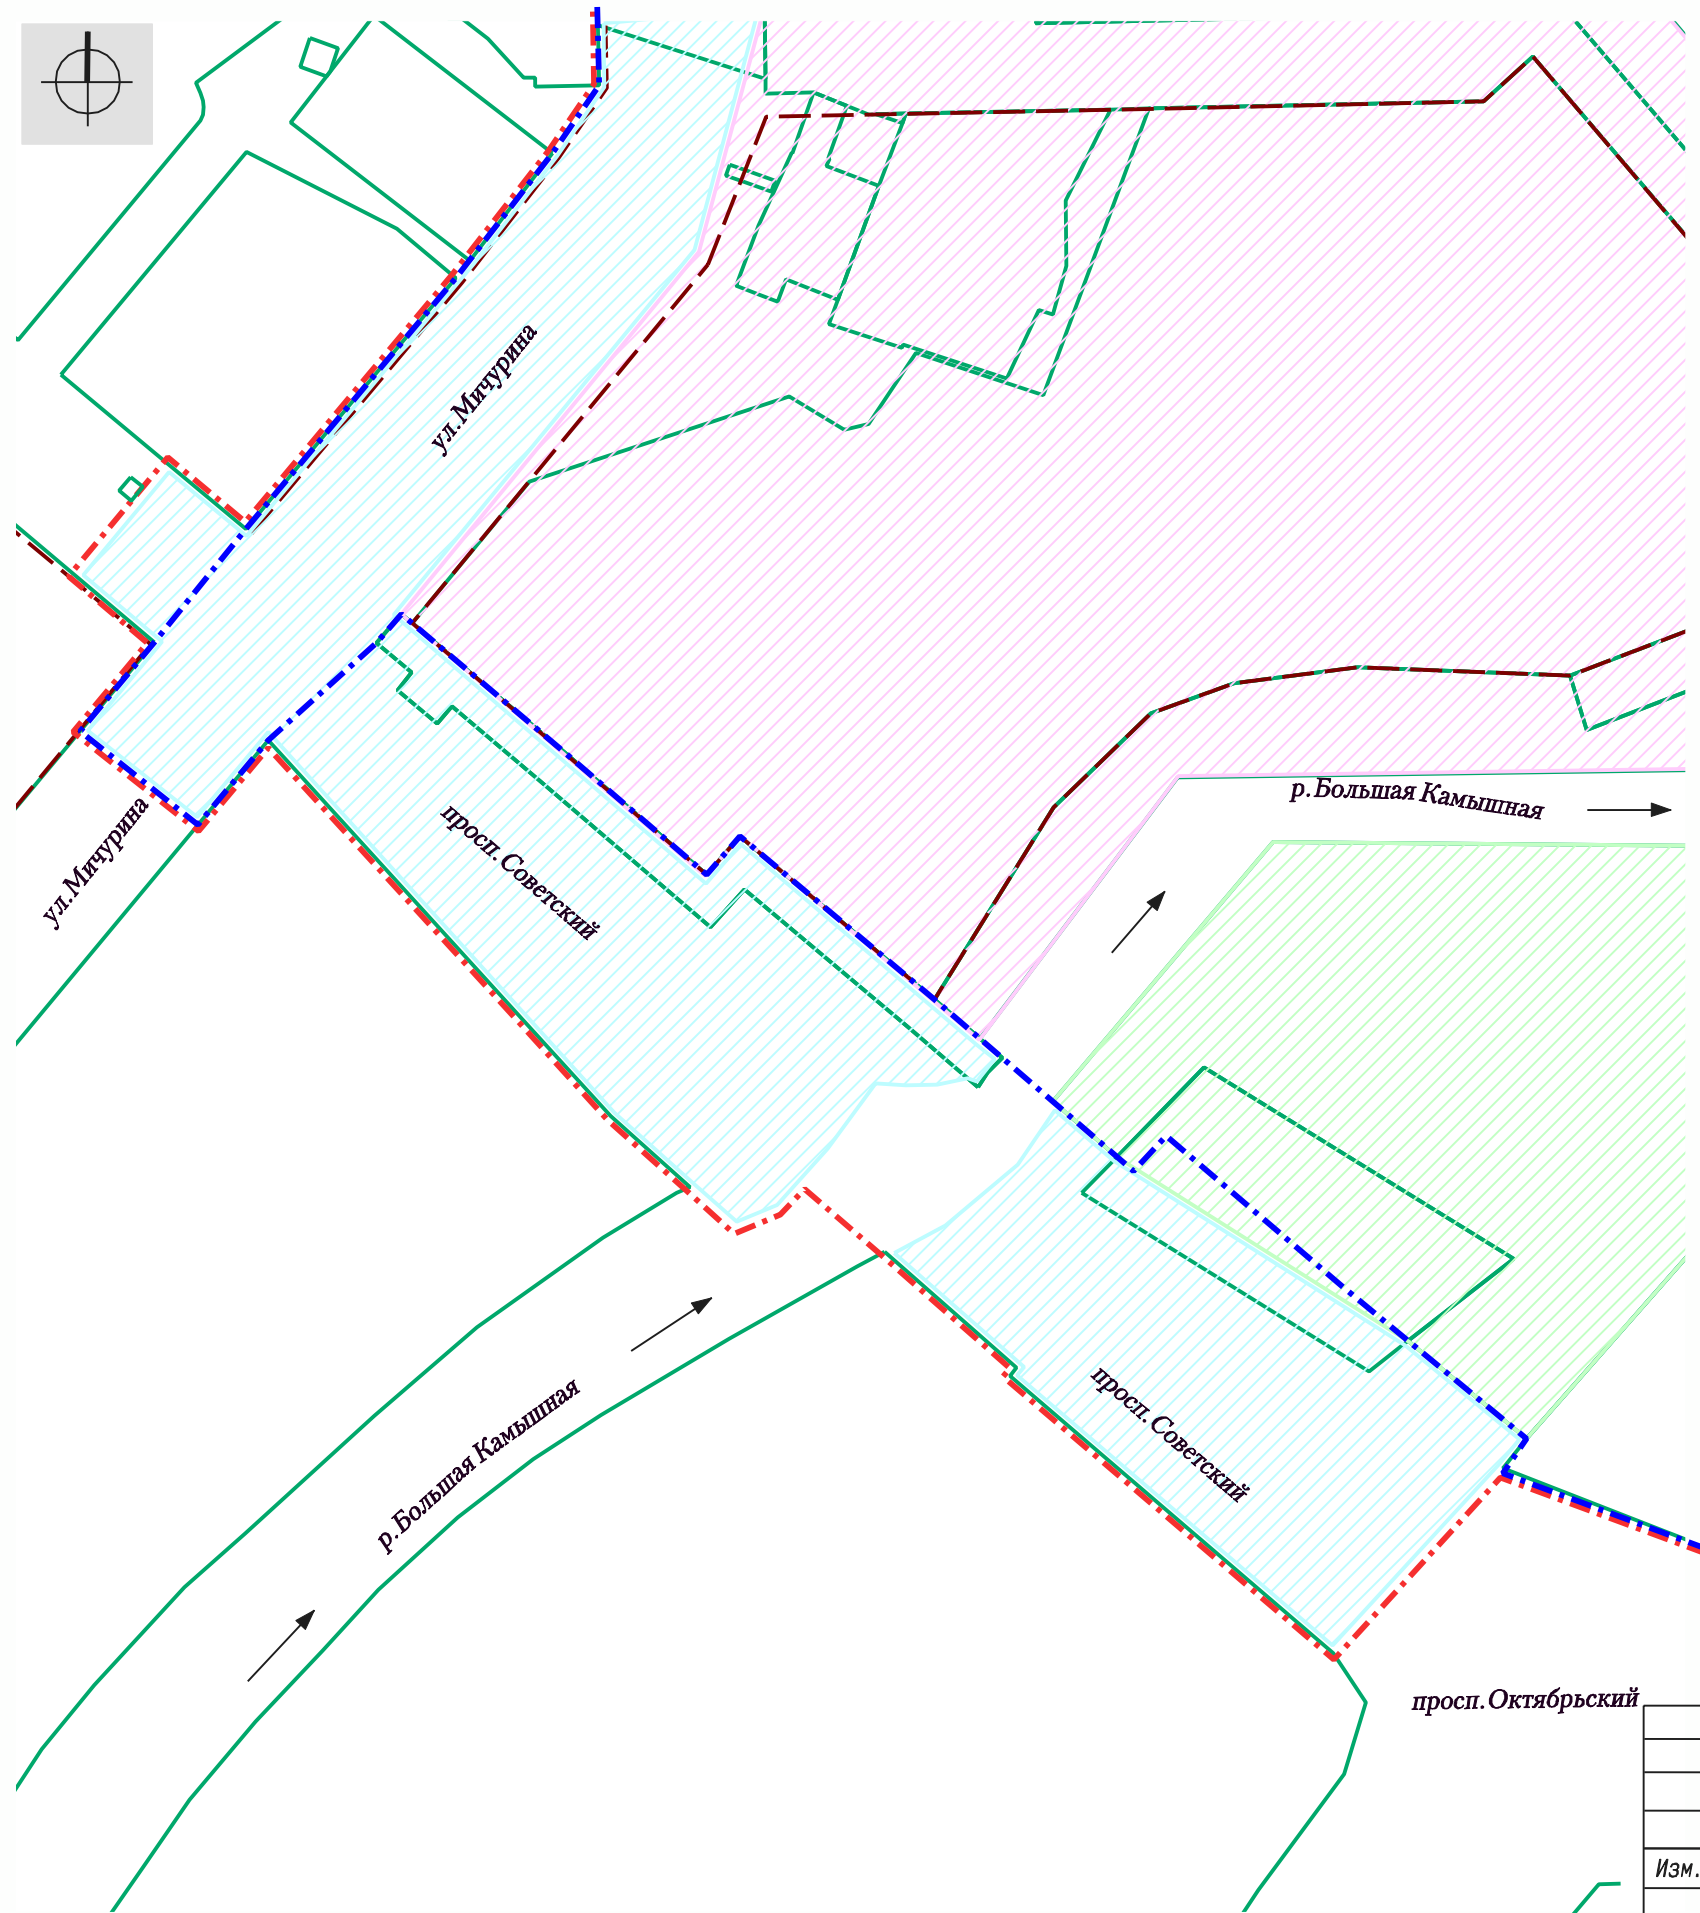 ул.Мичурина
р.Большая Камышная
ул.Мичурина
просп.Советский
просп.Советский
р.Большая Камышная
просп.Октябрьский
Изм.